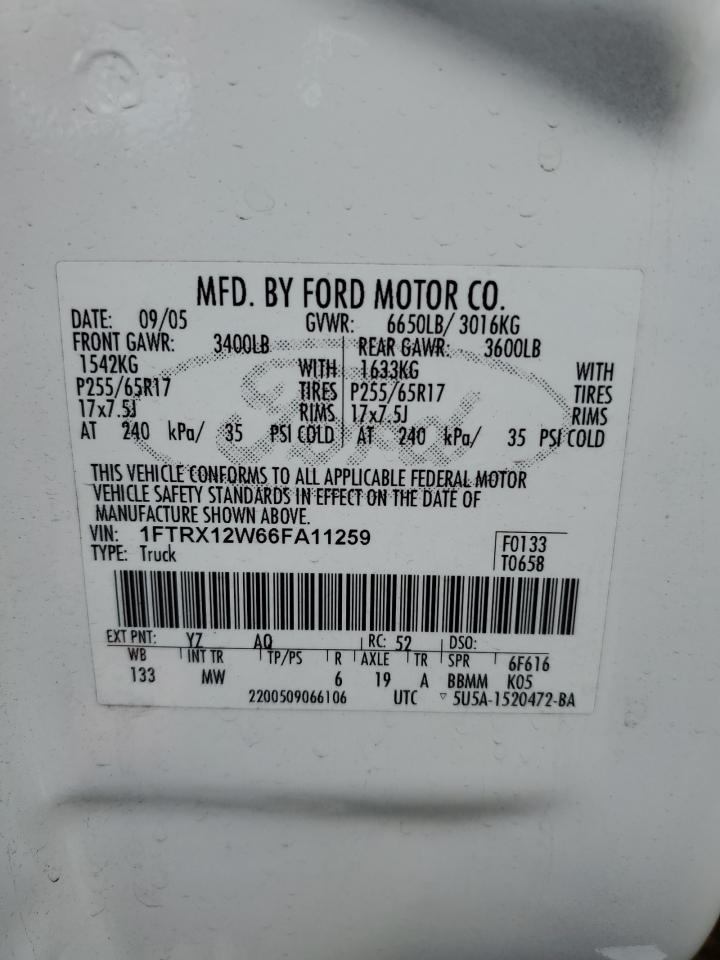 MFD. BY FORD MOTOR CO.
DATE: 09/05 GVWR: 6650LB/ 3016KG
FRONT GAWR: 3400LB REAR GAWR: 3600LB
1542KG WITH 1633KG WITH
P255/65R17 TIRES P255/65R17 TIRES
17x7.5J RIMS 17x7.5J RIMS
AT 240 kPa/ 35 PSI COLD AT 240 kPa/ 35 PSI COLD
Ford
THIS VEHICLE CONFORMS TO ALL APPLICABLE FEDERAL MOTOR
VEHICLE SAFETY STANDARDS IN EFFECT ON THE DATE OF
MANUFACTURE SHOWN ABOVE.
VIN: 1FTRX12W66FA11259
F0133
TYPE: Truck
T0658
EXT PNT: YZ AQ RC: 52 DSO:
WB INT TR TP/PS R AXLE TR SPR 6F616
133 MW 6 19 A BBMM K05
2200509066106 UTC ▽ 5U5A-1520472-BA